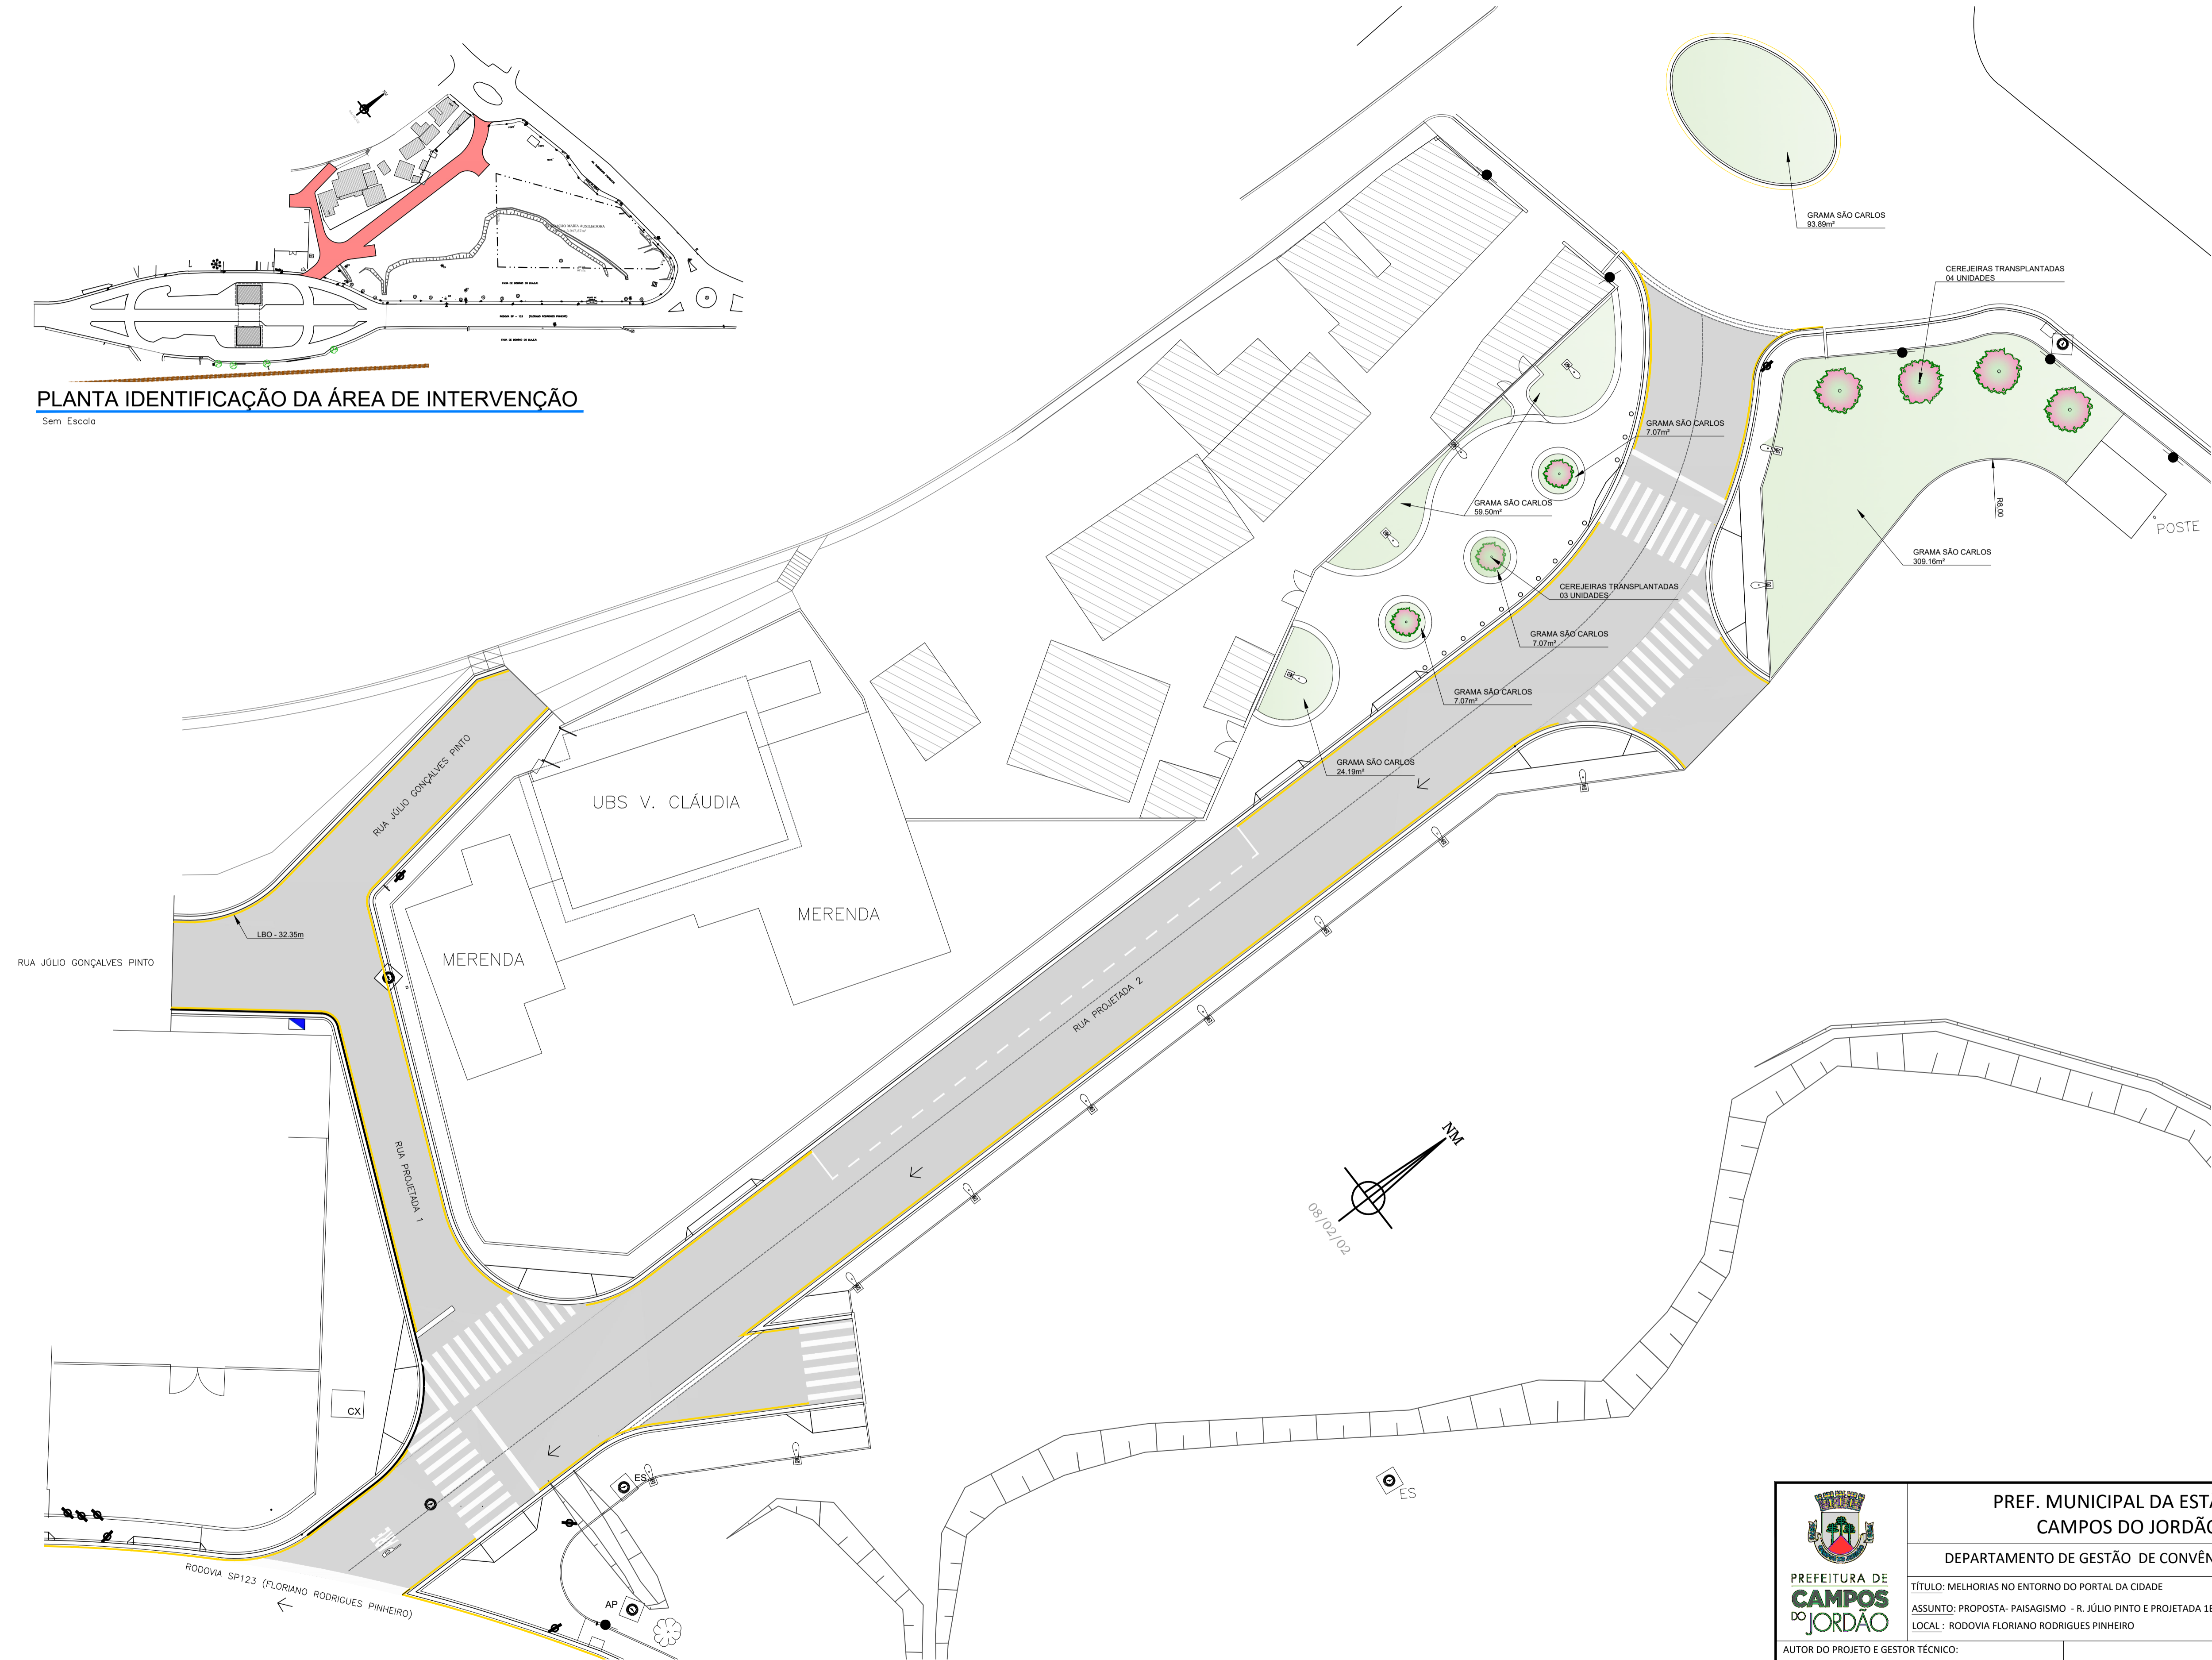 PLANTA IDENTIFICAÇÃO DA ÁREA DE INTERVENÇÃO
Sem Escala
GRAMA SÃO CARLOS
93.89m²
CEREJEIRAS TRANSPLANTADAS
04 UNIDADES
GRAMA SÃO CARLOS
7.07m²
GRAMA SÃO CARLOS
59.50m²
R8.00
POSTE
GRAMA SÃO CARLOS
309.16m²
CEREJEIRAS TRANSPLANTADAS
03 UNIDADES
GRAMA SÃO CARLOS
7.07m²
GRAMA SÃO CARLOS
7.07m²
GRAMA SÃO CARLOS
24.19m²
RUA JÚLIO GONÇALVES PINTO
UBS V. CLÁUDIA
MERENDA
MERENDA
LBO - 32.35m
RUA JÚLIO GONÇALVES PINTO
RUA PROJETADA 2
RUA PROJETADA 1
NM
08/02/02
CX
ES
ES
AP
RODOVIA SP123 (FLORIANO RODRIGUES PINHEIRO)
PREFEITURA DE
CAMPOS
DO JORDÃO
PREF. MUNICIPAL DA ESTÂ
CAMPOS DO JORDÃO
DEPARTAMENTO DE GESTÃO DE CONVÊN
TÍTULO: MELHORIAS NO ENTORNO DO PORTAL DA CIDADE
ASSUNTO: PROPOSTA- PAISAGISMO - R. JÚLIO PINTO E PROJETADA 1E
LOCAL : RODOVIA FLORIANO RODRIGUES PINHEIRO
AUTOR DO PROJETO E GESTOR TÉCNICO: